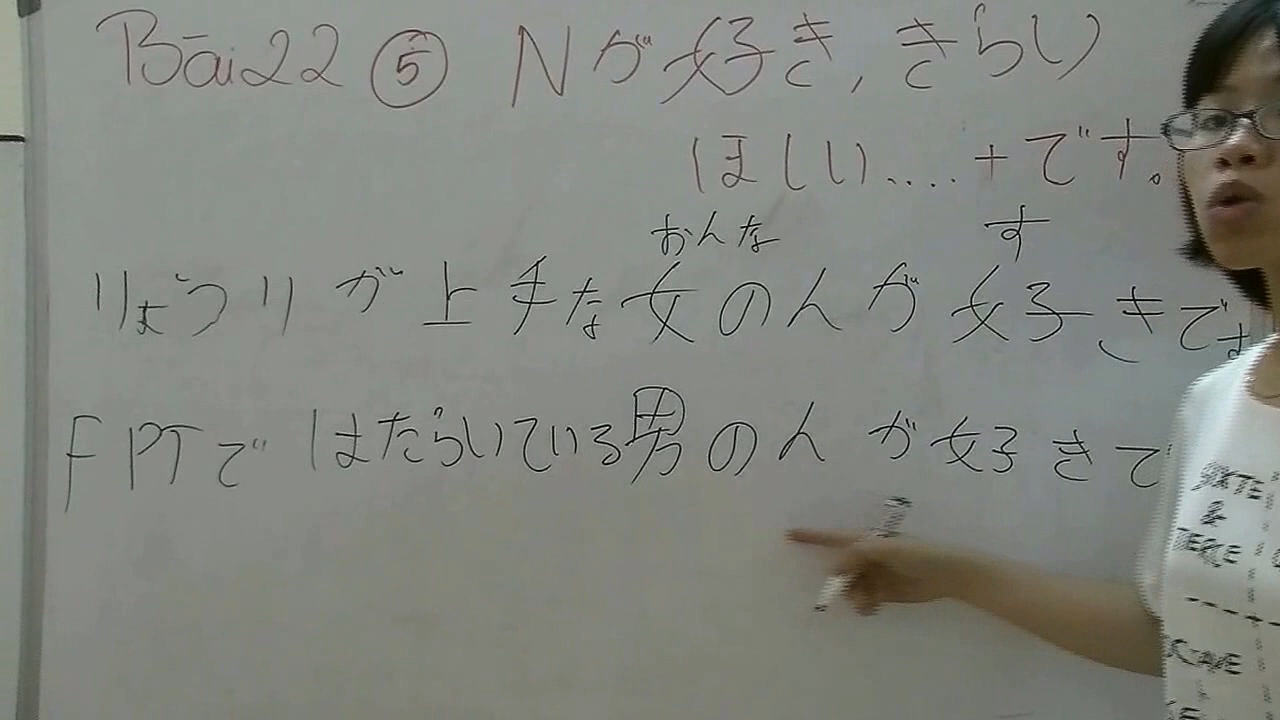 Bài 22 ⑤ Nが好き, きらい
ほしい.... + です。
おんな す
りょうりが上手な女の人が好きです
FPTではたらいている男の人が好きで
&